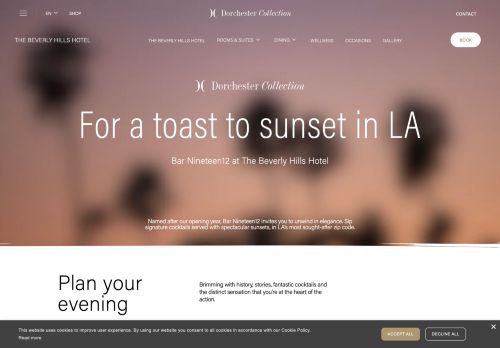 EN
SHOP
Dorchester Collection
CONTACT
THE BEVERLY HILLS HOTEL
THE BEVERLY HILLS HOTEL
ROOMS & SUITES
DINING
WELLNESS
OCCASIONS
GALLERY
BOOK
Dorchester Collection
For a toast to sunset in LA
Bar Nineteen12 at The Beverly Hills Hotel
Named after our opening year, Bar Nineteen12 invites you to unwind in elegance. Sip
signature cocktails served with spectacular sunsets, in LA's most sought-after zip code.
Plan your
evening
Brimming with history, stories, fantastic cocktails and
the distinct sensation that you're at the heart of the
action.
This website uses cookies to improve user experience. By using our website you consent to all cookies in accordance with our Cookie Policy.
Read more
ACCEPT ALL
DECLINE ALL